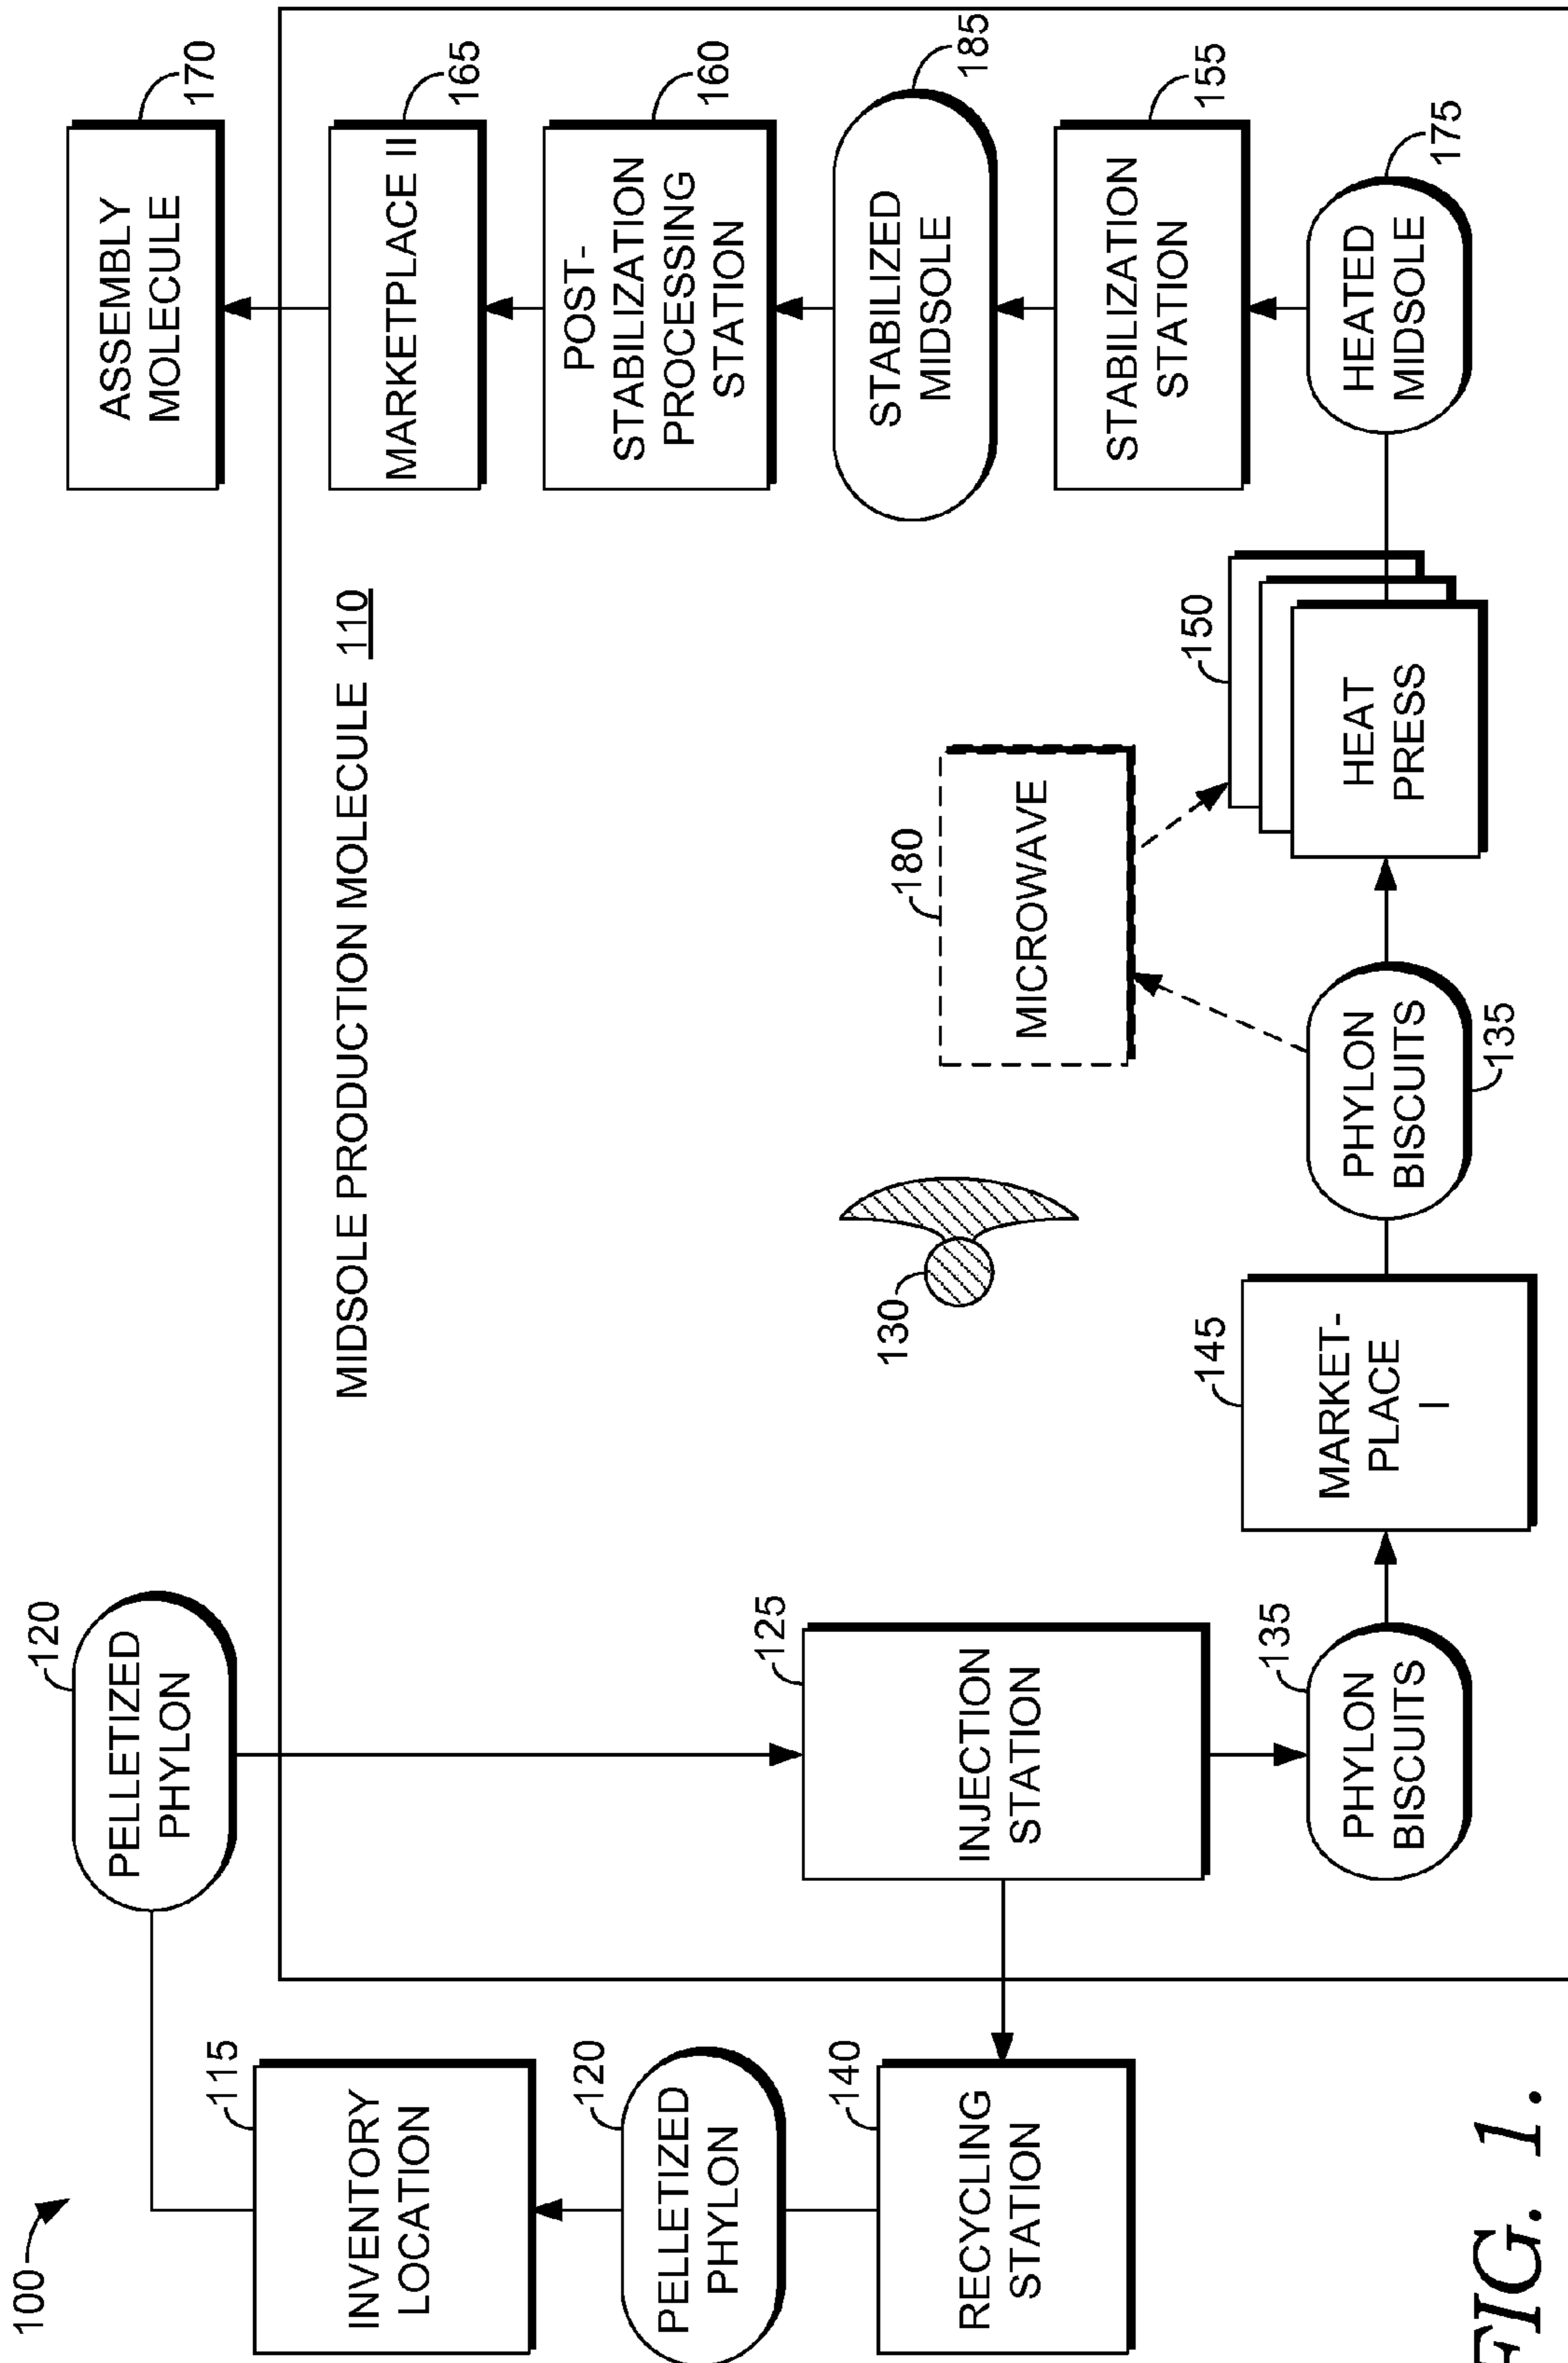 100
120
PELLETIZED
PHYLON
170
ASSEMBLY
MOLECULE
115
INVENTORY
LOCATION
MIDSOLE PRODUCTION MOLECULE 110
165
MARKETPLACE II
120
PELLETIZED
PHYLON
160
POST-
STABILIZATION
PROCESSING
STATION
140
RECYCLING
STATION
125
INJECTION
STATION
130
180
MICROWAVE
185
STABILIZED
MIDSOLE
155
STABILIZATION
STATION
135
PHYLON
BISCUITS
145
MARKET-
PLACE
I
PHYLON
BISCUITS
135
150
HEAT
PRESS
175
HEATED
MIDSOLE
FIG. 1.